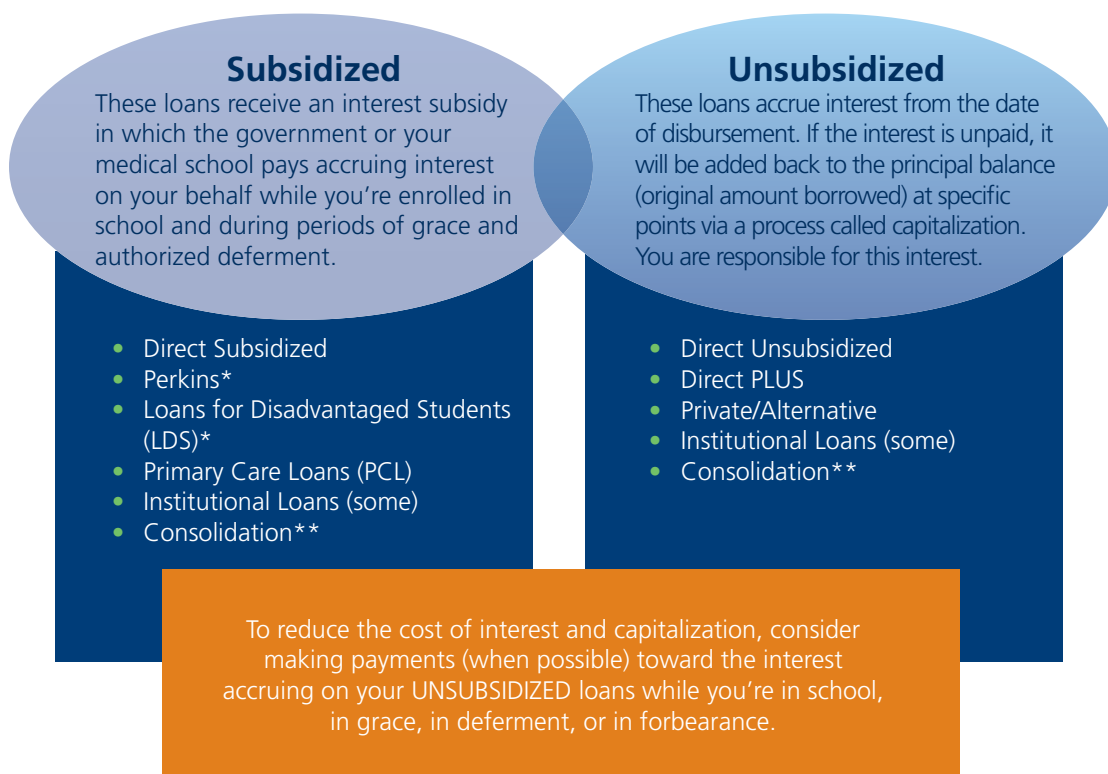 Subsidized
These loans receive an interest subsidy
in which the government or your
medical school pays accruing interest
on your behalf while you’re enrolled in
school and during periods of grace and
authorized deferment.
• Direct Subsidized
• Perkins*
• Loans for Disadvantaged Students
(LDS)*
• Primary Care Loans (PCL)
• Institutional Loans (some)
• Consolidation**
Unsubsidized
These loans accrue interest from the date
of disbursement. If the interest is unpaid, it
will be added back to the principal balance
(original amount borrowed) at specific
points via a process called capitalization.
You are responsible for this interest.
• Direct Unsubsidized
• Direct PLUS
• Private/Alternative
• Institutional Loans (some)
• Consolidation**
To reduce the cost of interest and capitalization, consider
making payments (when possible) toward the interest
accruing on your UNSUBSIDIZED loans while you’re in school,
in grace, in deferment, or in forbearance.